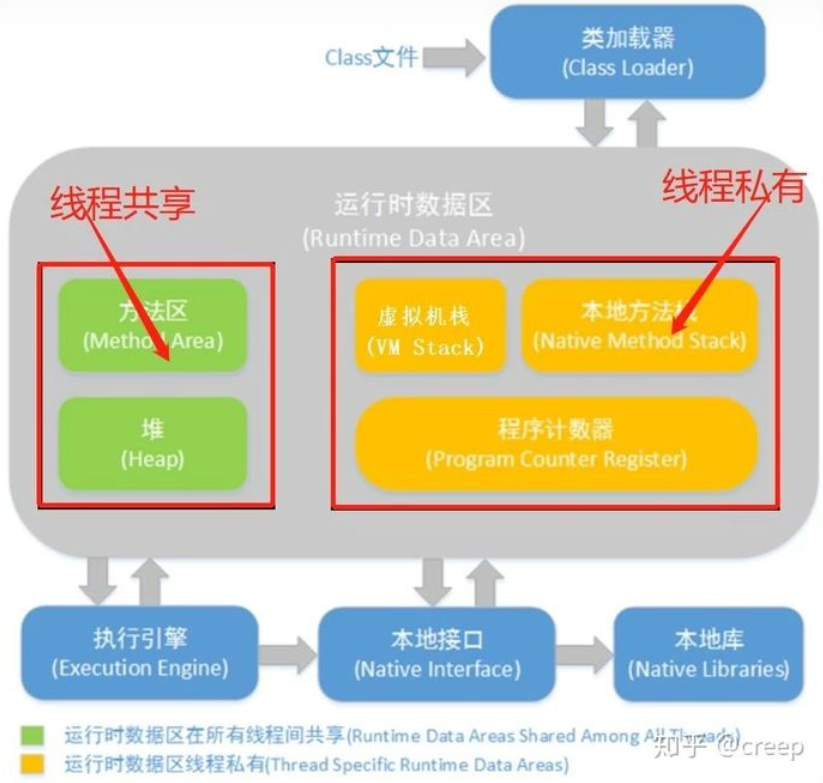 类加载器
(Class Loader)
Class文件
线程共享
运行时数据区
(Runtime Data Area)
线程私有
方法区
(Method Area)
虚拟机栈
(VM Stack)
本地方法栈
(Native Method Stack)
堆
(Heap)
程序计数器
(Program Counter Register)
执行引擎
(Execution Engine)
本地接口
(Native Interface)
本地库
(Native Libraries)
运行时数据区在所有线程间共享(Runtime Data Areas Shared Among All Threads)
运行时数据区线程私有(Thread Specific Runtime Data Areas)
知乎 @creep